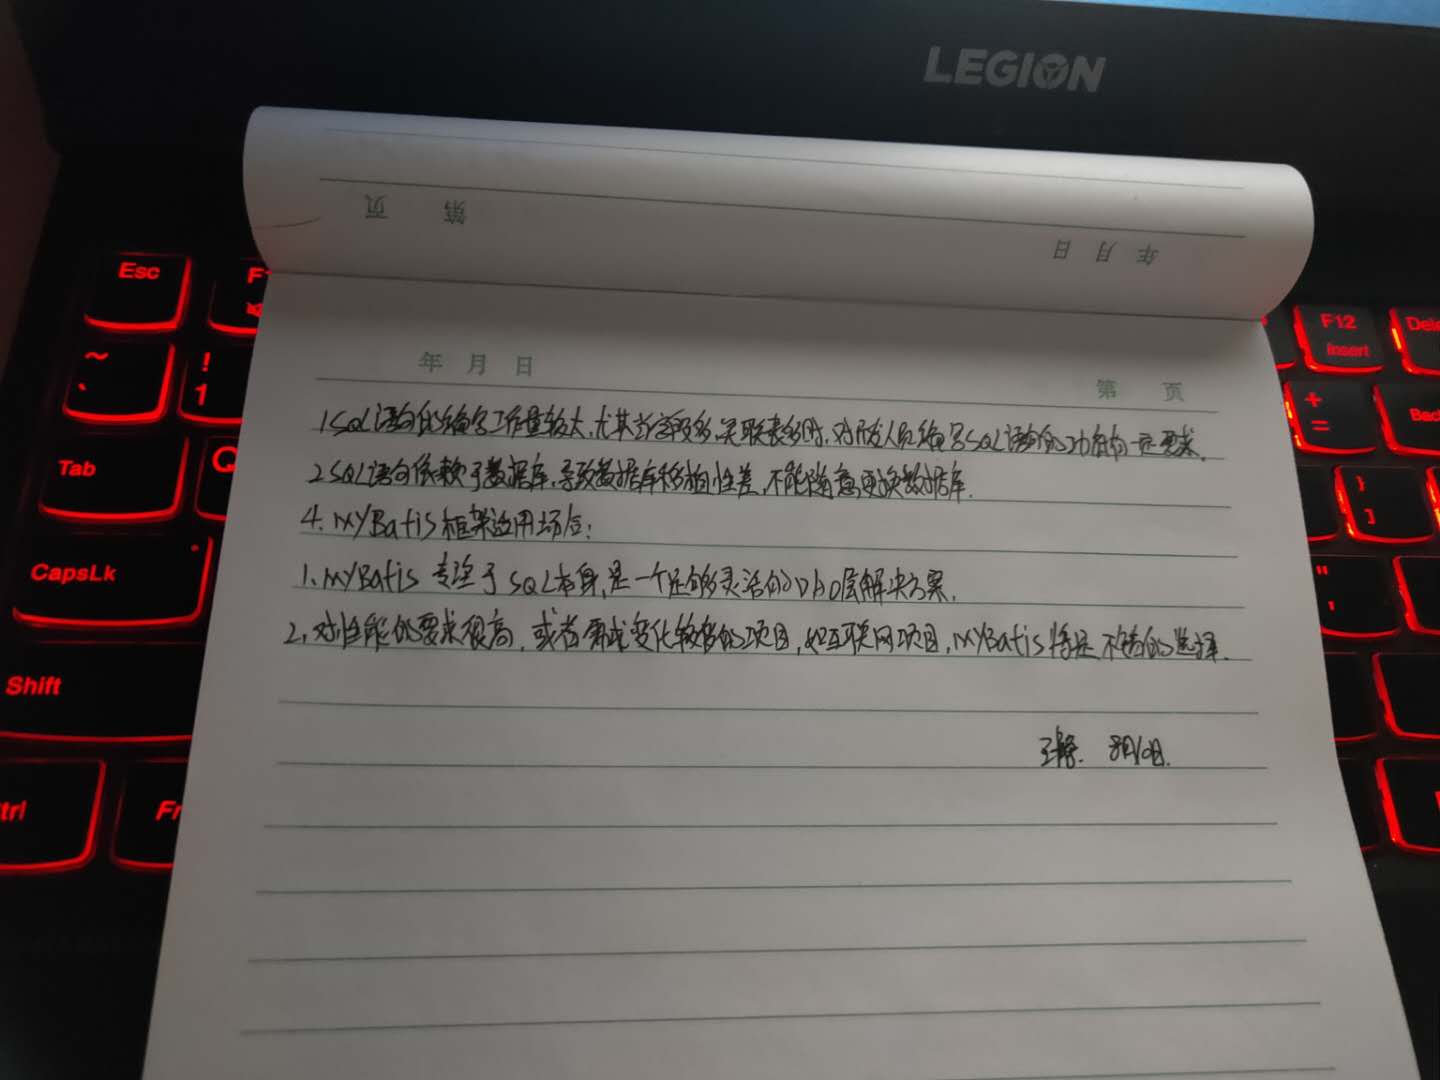 LEGION
第 页
年 月 日
Esc
F1
F12
Insert
Dele
~
`
!
1
+
=
Bac
年 月 日
第 页
1.SQL语句的编写工作量较大,尤其当字段多,关联表多时,对开发人员编写SQL语句的功底有一定要求.
2.SQL语句依赖于数据库,导致数据库移植性差,不能随意更换数据库.
4.MYBatis框架适用场合:
1.MYBatis专注于SQL本身,是一个足够灵活的DAO层解决方案.
2.对性能的要求很高,或者需求变化较多的项目,如互联网项目,MYBatis将是不错的选择.
8月10日.
Tab
Q
}
]
CapsLk
"
'
Shift
trl
Fn